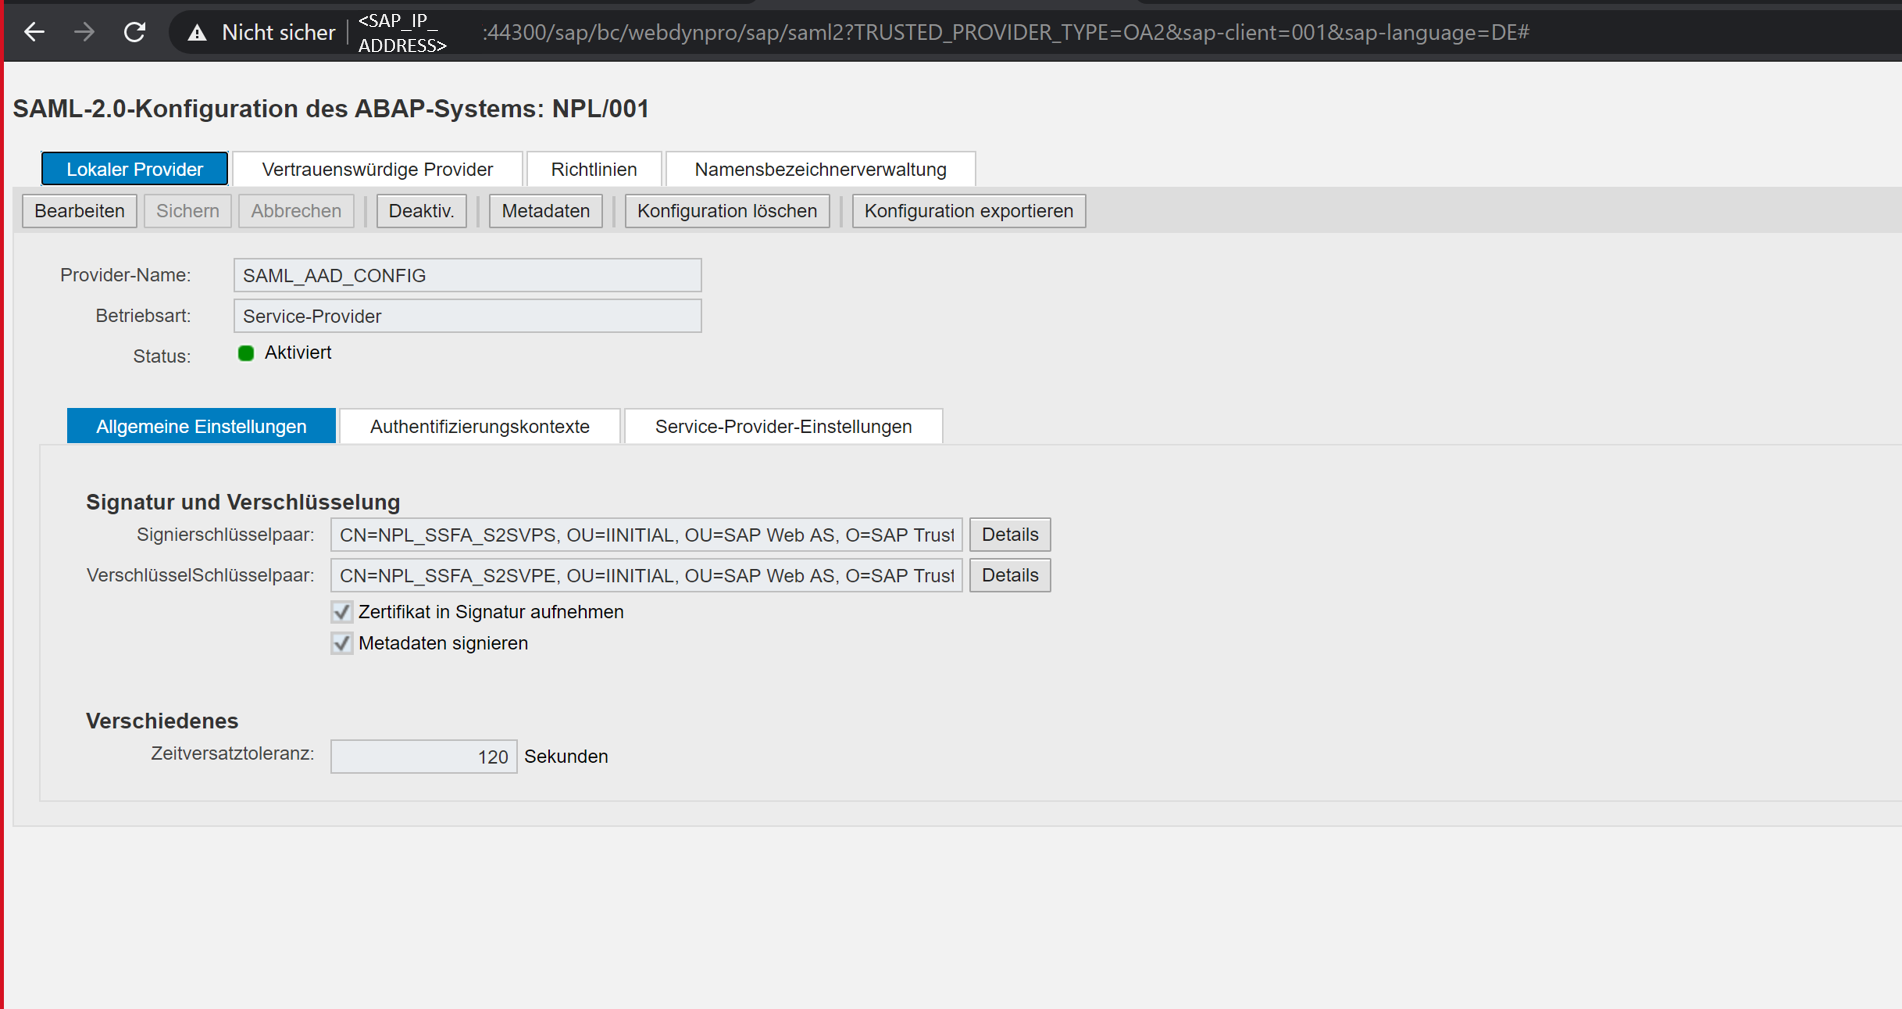 Nicht sicher
<SAP_IP_
ADDRESS>
:44300/sap/bc/webdynpro/sap/saml2?TRUSTED_PROVIDER_TYPE=OA2&sap-client=001&sap-language=DE#
SAML-2.0-Konfiguration des ABAP-Systems: NPL/001
Lokaler Provider Vertrauenswürdige Provider Richtlinien Namensbezeichnerverwaltung
Bearbeiten Sichern Abbrechen Deaktiv. Metadaten Konfiguration löschen Konfiguration exportieren
Provider-Name: SAML_AAD_CONFIG
Betriebsart: Service-Provider
Status: Aktiviert
Allgemeine Einstellungen Authentifizierungskontexte Service-Provider-Einstellungen
Signatur und Verschlüsselung
Signierschlüsselpaar: CN=NPL_SSFA_S2SVPS, OU=IINITIAL, OU=SAP Web AS, O=SAP Trust Details
VerschlüsselSchlüsselpaar: CN=NPL_SSFA_S2SVPE, OU=IINITIAL, OU=SAP Web AS, O=SAP Trust Details
Zertifikat in Signatur aufnehmen
Metadaten signieren
Verschiedenes
Zeitversatztoleranz: 120 Sekunden